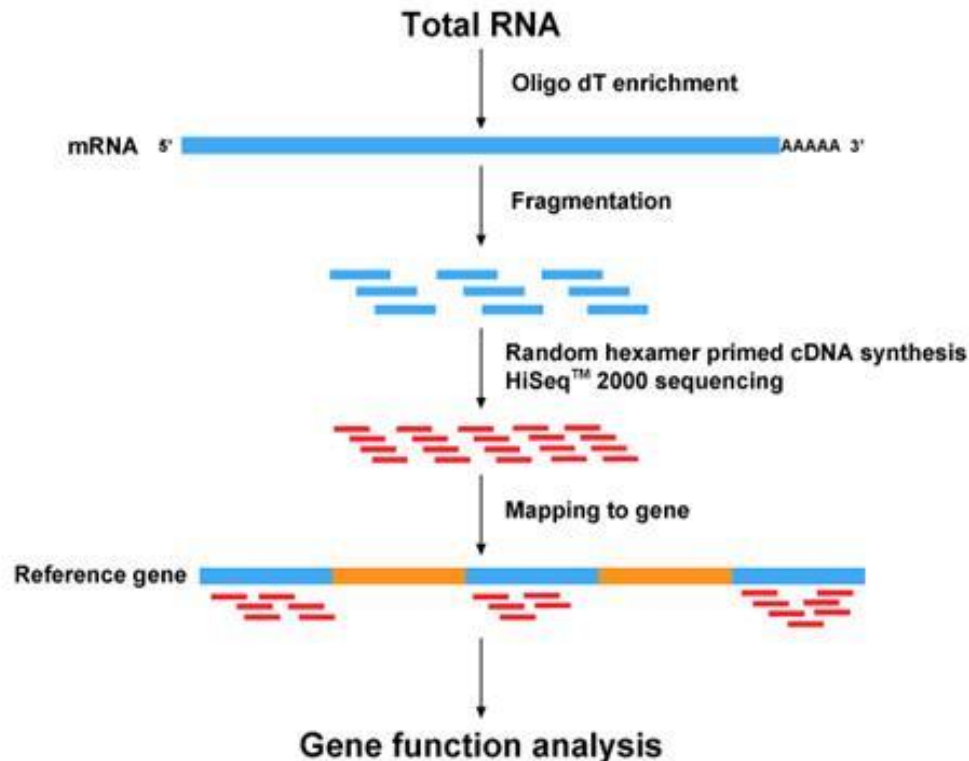 Total RNA
Oligo dT enrichment
mRNA 5' AAAAA 3'
Fragmentation
Random hexamer primed cDNA synthesis
HiSeq™ 2000 sequencing
Mapping to gene
Reference gene
Gene function analysis